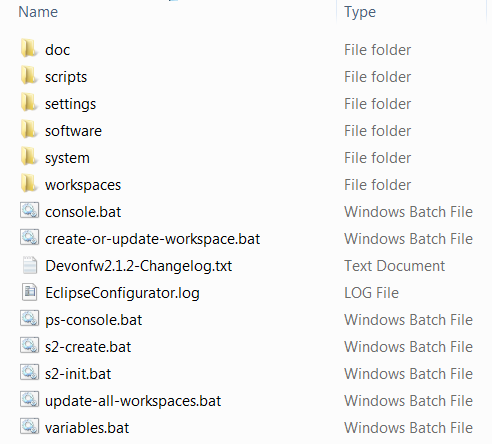 Name Type
doc File folder
scripts File folder
settings File folder
software File folder
system File folder
workspaces File folder
console.bat Windows Batch File
create-or-update-workspace.bat Windows Batch File
Devonfw2.1.2-Changelog.txt Text Document
EclipseConfigurator.log LOG File
ps-console.bat Windows Batch File
s2-create.bat Windows Batch File
s2-init.bat Windows Batch File
update-all-workspaces.bat Windows Batch File
variables.bat Windows Batch File